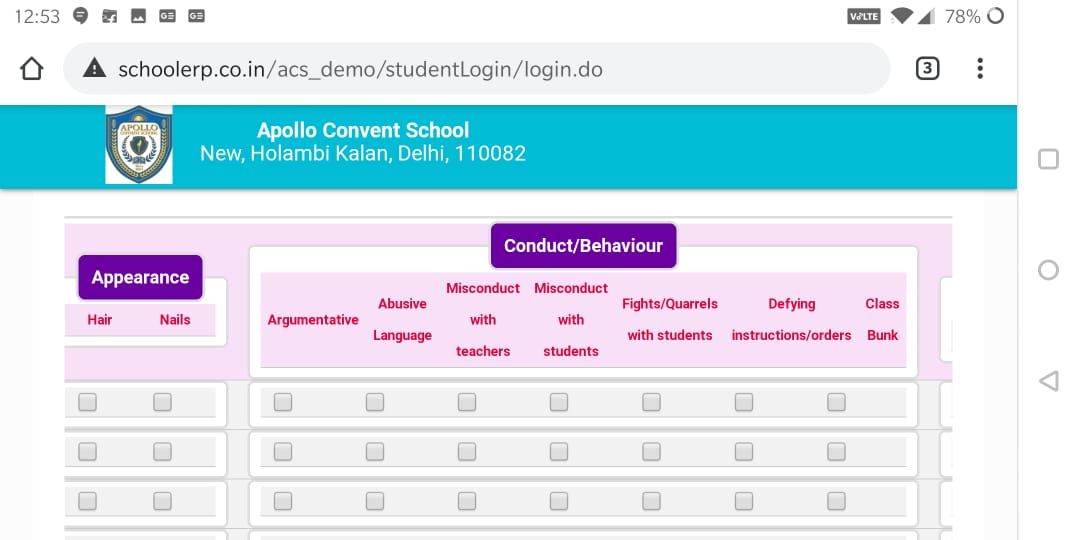 12:53 GE GE VoLTE 78%
schoolerp.co.in/acs_demo/studentLogin/login.do 3
APOLLO
Apollo Convent School
New, Holambi Kalan, Delhi, 110082
Appearance
Hair Nails
Conduct/Behaviour
Argumentative
Abusive
Language
Misconduct
with
teachers
Misconduct
with
students
Fights/Quarrels
with students
Defying
instructions/orders
Class
Bunk